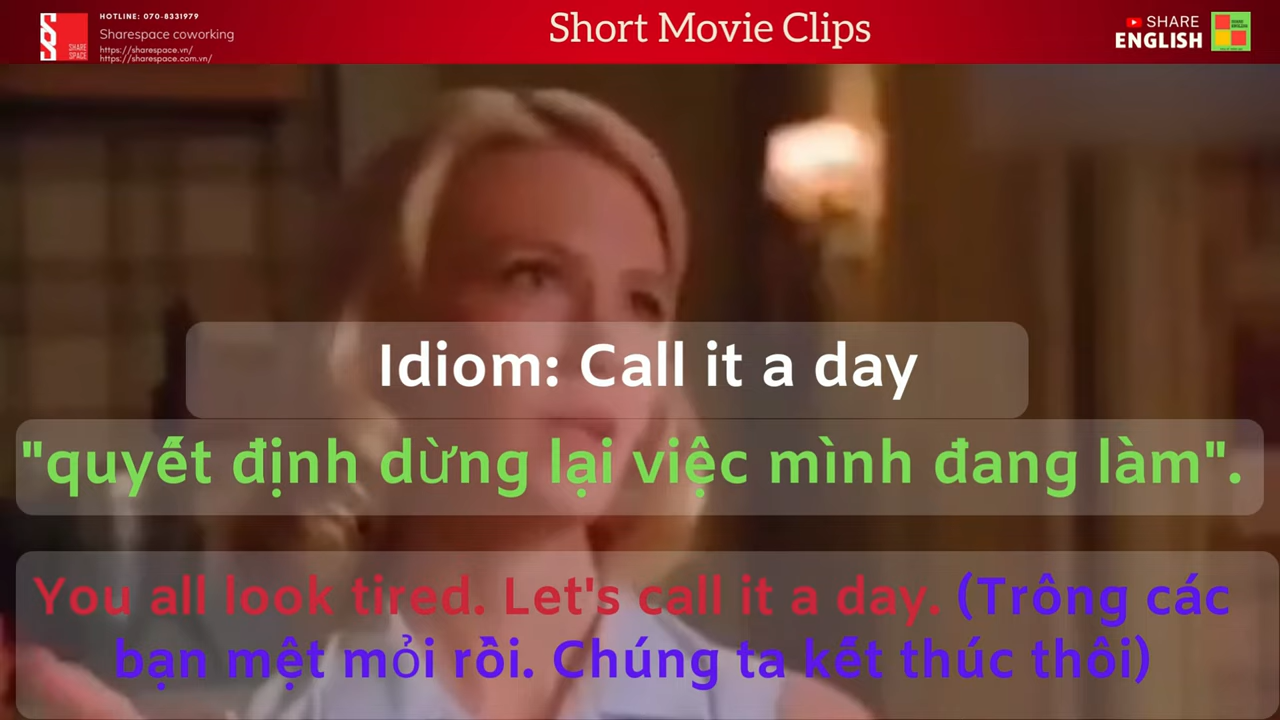 HOTLINE: 070-8331979
Sharespace coworking
https://sharespace.vn/
https://sharespace.com.vn/
SHARE
SPACE
Short Movie Clips
SHARE
ENGLISH
Idiom: Call it a day
"quyết định dừng lại việc mình đang làm".
You all look tired. Let's call it a day. (Trông các
bạn mệt mỏi rồi. Chúng ta kết thúc thôi)